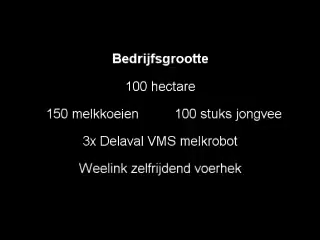 Bedrijfsgrootte
100 hectare
150 melkkoeien 100 stuks jongvee
3x Delaval VMS melkrobot
Weelink zelfrijdend voerhek